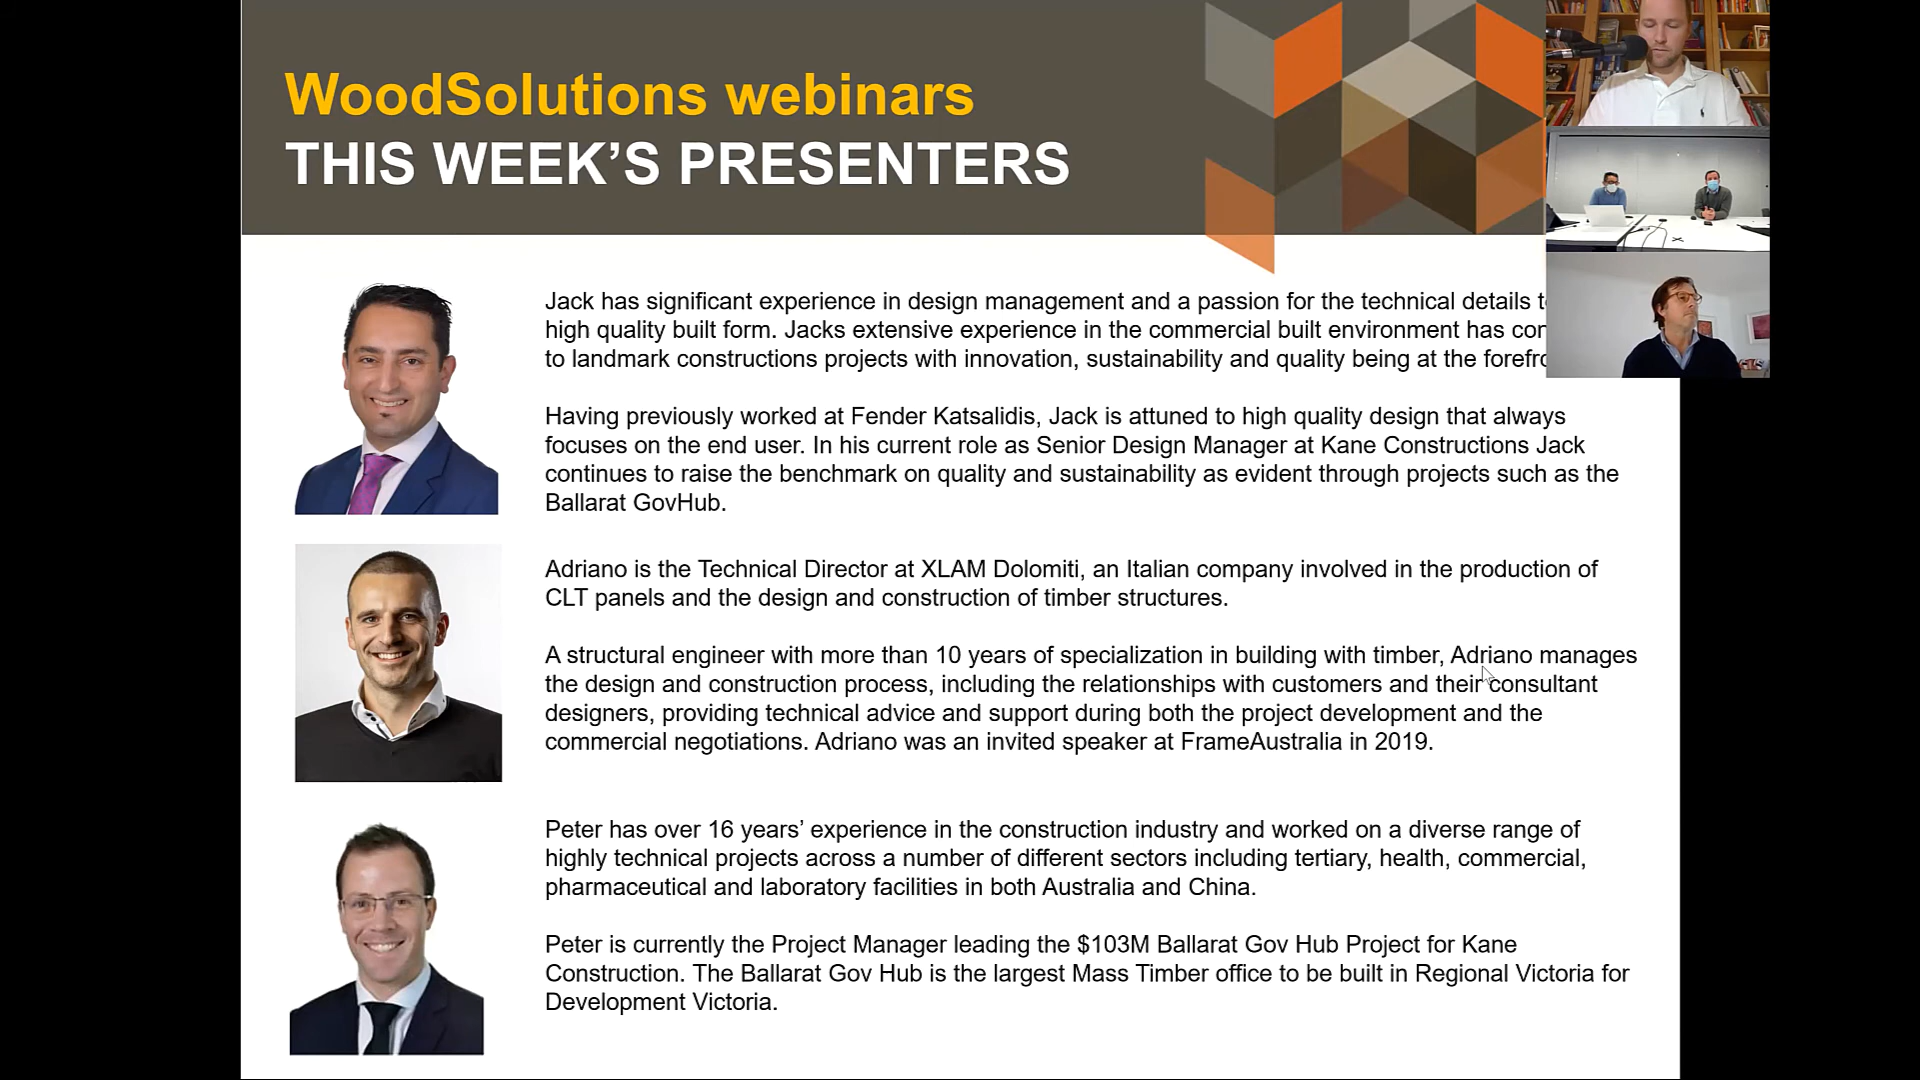 WoodSolutions webinars
THIS WEEK'S PRESENTERS
Jack has significant experience in design management and a passion for the technical details
high quality built form. Jacks extensive experience in the commercial built environment has
to landmark constructions projects with innovation, sustainability and quality being at the
Having previously worked at Fender Katsalidis, Jack is attuned to high quality design that always
focuses on the end user. In his current role as Senior Design Manager at Kane Constructions Jack
continues to raise the benchmark on quality and sustainability as evident through projects such as the
Ballarat GovHub.
Adriano is the Technical Director at XLAM Dolomiti, an Italian company involved in the production of
CLT panels and the design and construction of timber structures.
A structural engineer with more than 10 years of specialization in building with timber, Adriano manages
the design and construction process, including the relationships with customers and their consultant
designers, providing technical advice and support during both the project development and the
commercial negotiations. Adriano was an invited speaker at FrameAustralia in 2019.
Peter has over 16 years' experience in the construction industry and worked on a diverse range of
highly technical projects across a number of different sectors including tertiary, health, commercial,
pharmaceutical and laboratory facilities in both Australia and China.
Peter is currently the Project Manager leading the $103M Ballarat Gov Hub Project for Kane
Construction. The Ballarat Gov Hub is the largest Mass Timber office to be built in Regional Victoria for
Development Victoria.